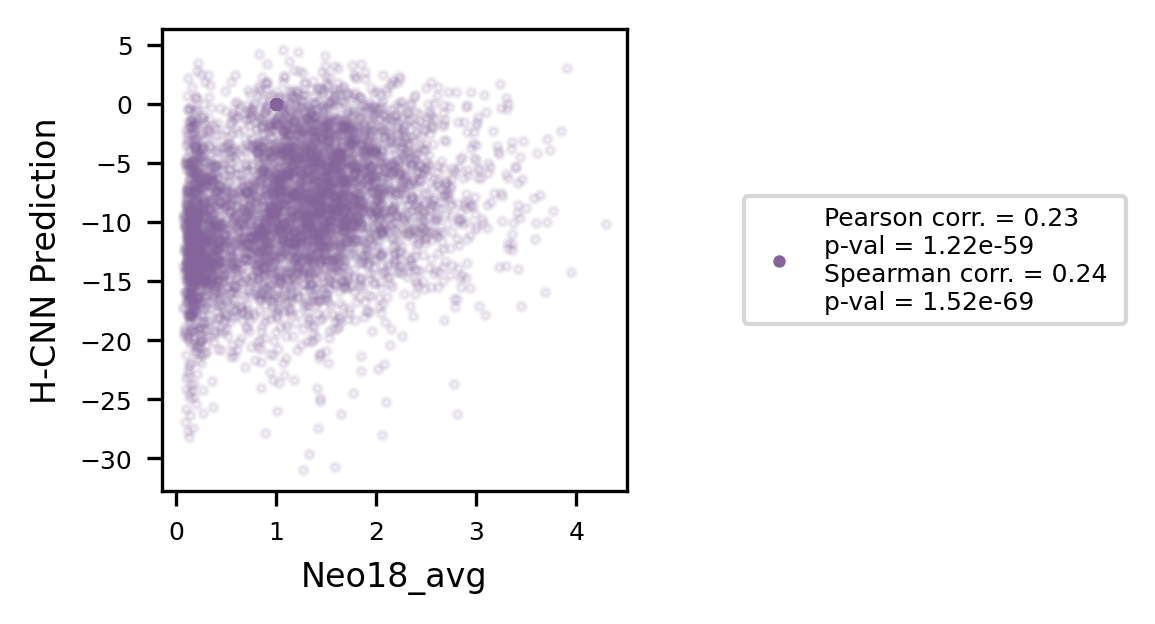 5
0
−5
−10
−15
−20
−25
−30
H-CNN Prediction
0 1 2 3 4
Neo18_avg
Pearson corr. = 0.23
p-val = 1.22e-59
Spearman corr. = 0.24
p-val = 1.52e-69